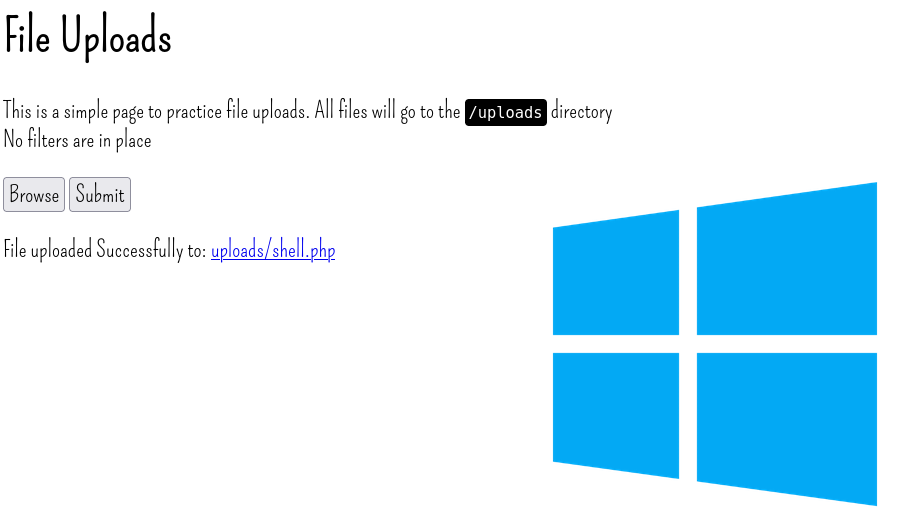 File Uploads
This is a simple page to practice file uploads. All files will go to the /uploads directory
No filters are in place
Browse Submit
File uploaded Successfully to: uploads/shell.php